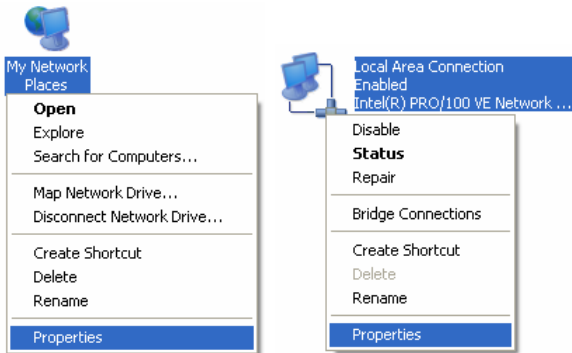 My Network
Places
Open
Explore
Search for Computers...
Map Network Drive...
Disconnect Network Drive...
Create Shortcut
Delete
Rename
Properties
Local Area Connection
Enabled
Intel(R) PRO/100 VE Network ...
Disable
Status
Repair
Bridge Connections
Create Shortcut
Delete
Rename
Properties